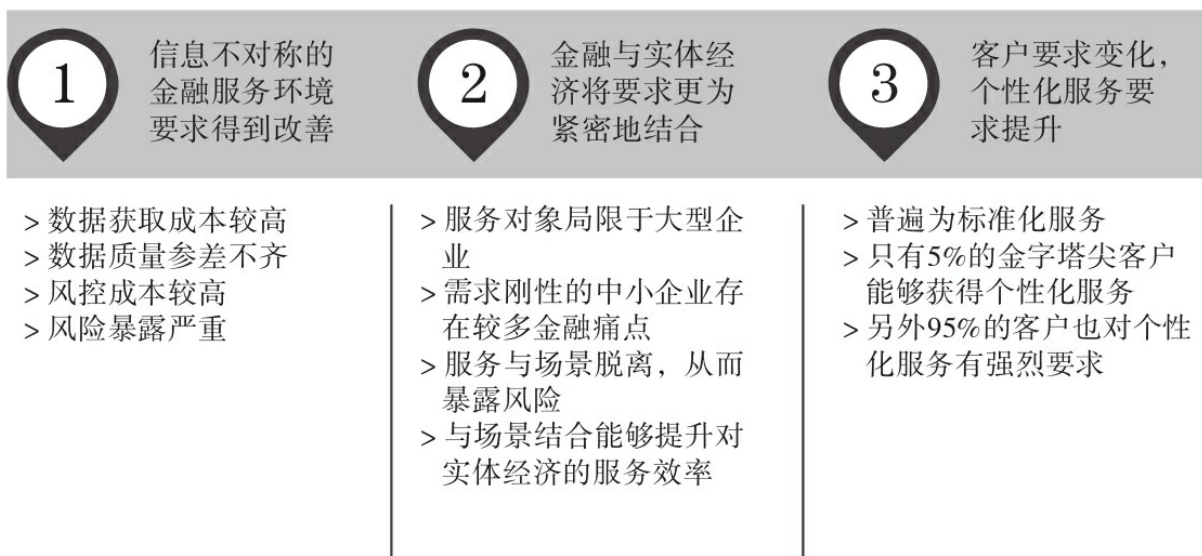 1
信息不对称的
金融服务环境
要求得到改善
2
金融与实体经
济将要求更为
紧密地结合
3
客户要求变化，
个性化服务要
求提升
> 数据获取成本较高
> 数据质量参差不齐
> 风控成本较高
> 风险暴露严重
> 服务对象局限于大型企
业
> 需求刚性的中小企业存
在较多金融痛点
> 服务与场景脱离，从而
暴露风险
> 与场景结合能够提升对
实体经济的服务效率
> 普遍为标准化服务
> 只有5%的金字塔尖客户
能够获得个性化服务
> 另外95%的客户也对个性
化服务有强烈要求